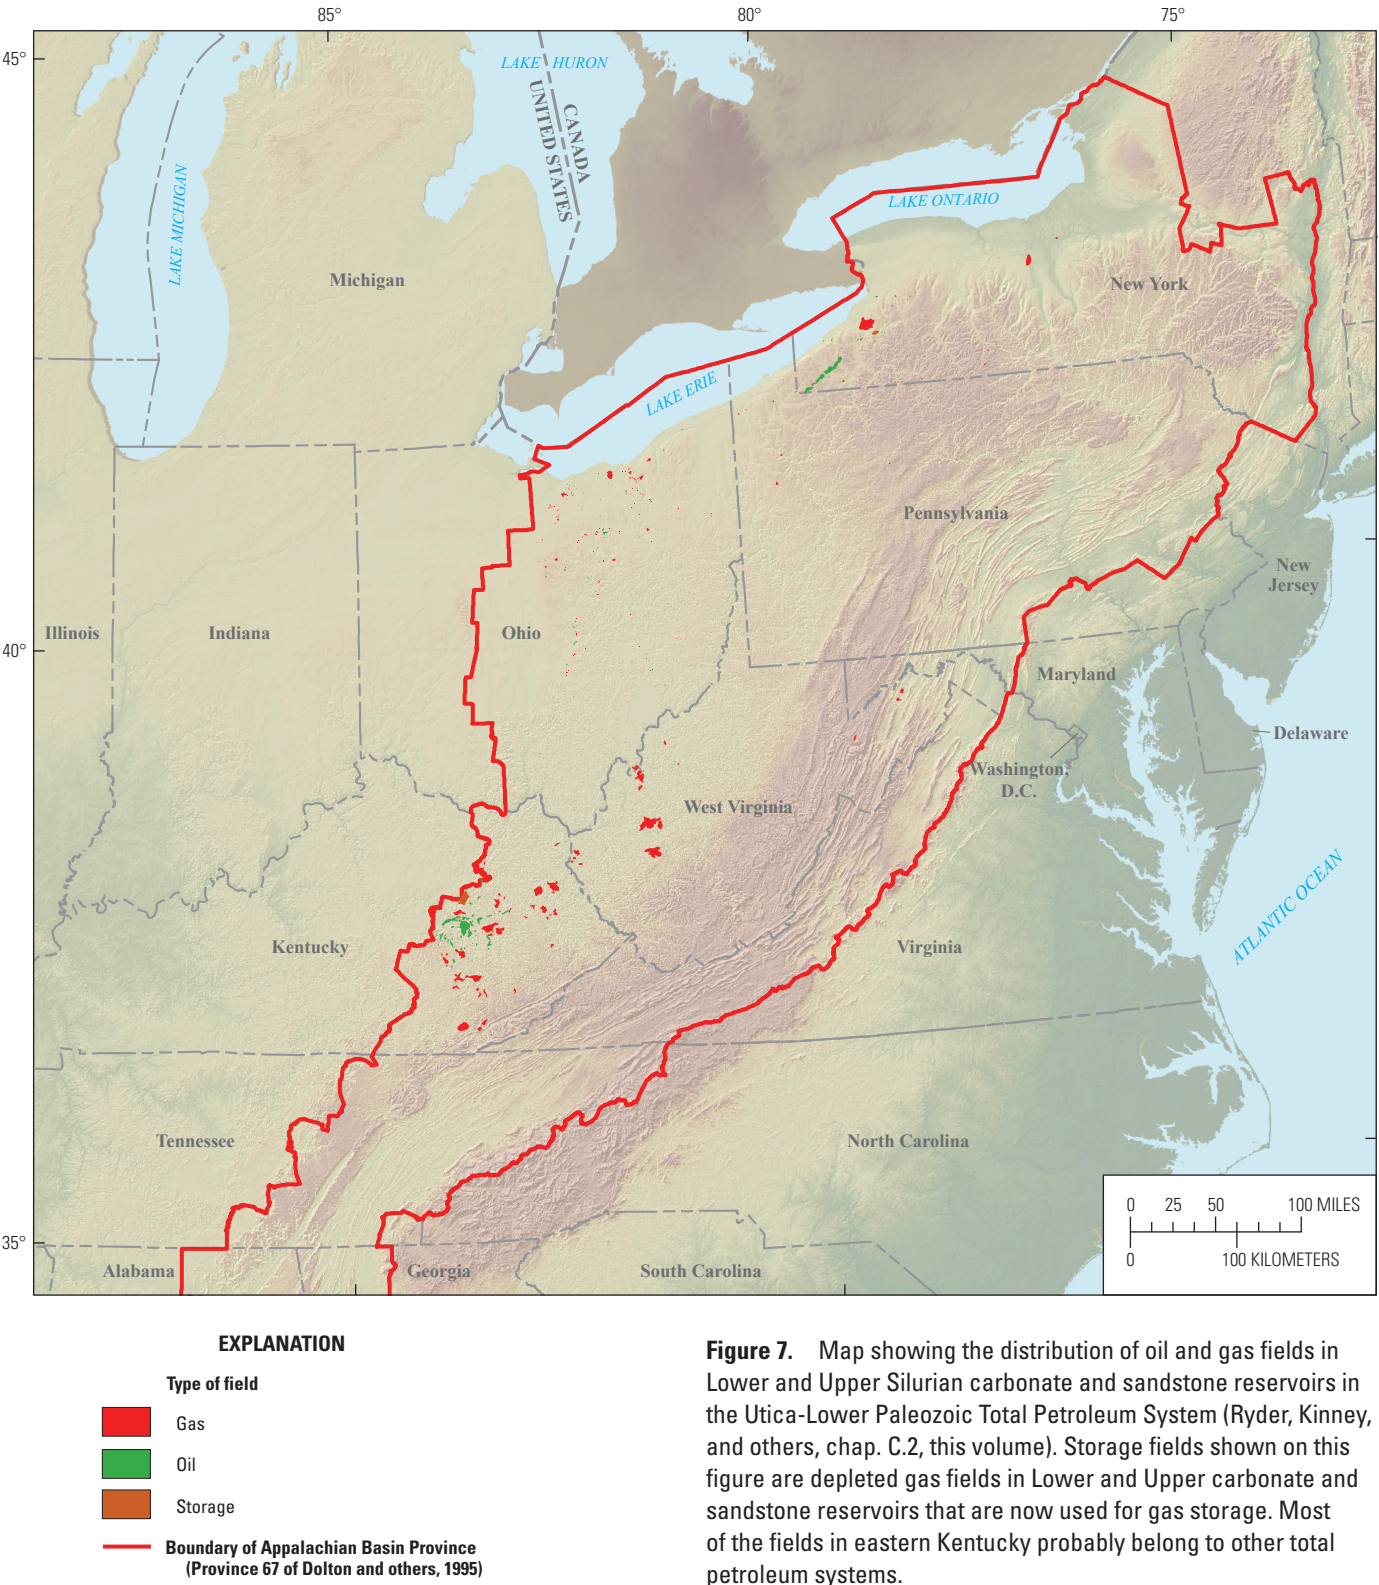 85°
80°
75°
45°
40°
35°
LAKE HURON
CANADA
UNITED STATES
LAKE MICHIGAN
LAKE ONTARIO
Michigan
New York
LAKE ERIE
Pennsylvania
New
Jersey
Illinois
Indiana
Ohio
Maryland
Delaware
Washington,
D.C.
West Virginia
ATLANTIC OCEAN
Kentucky
Virginia
Tennessee
North Carolina
Alabama
Georgia
South Carolina
0 25 50 100 MILES
0 100 KILOMETERS
EXPLANATION
Type of field
Gas
Oil
Storage
Boundary of Appalachian Basin Province
(Province 67 of Dolton and others, 1995)
Figure 7. Map showing the distribution of oil and gas fields in
Lower and Upper Silurian carbonate and sandstone reservoirs in
the Utica-Lower Paleozoic Total Petroleum System (Ryder, Kinney,
and others, chap. C.2, this volume). Storage fields shown on this
figure are depleted gas fields in Lower and Upper carbonate and
sandstone reservoirs that are now used for gas storage. Most
of the fields in eastern Kentucky probably belong to other total
petroleum systems.